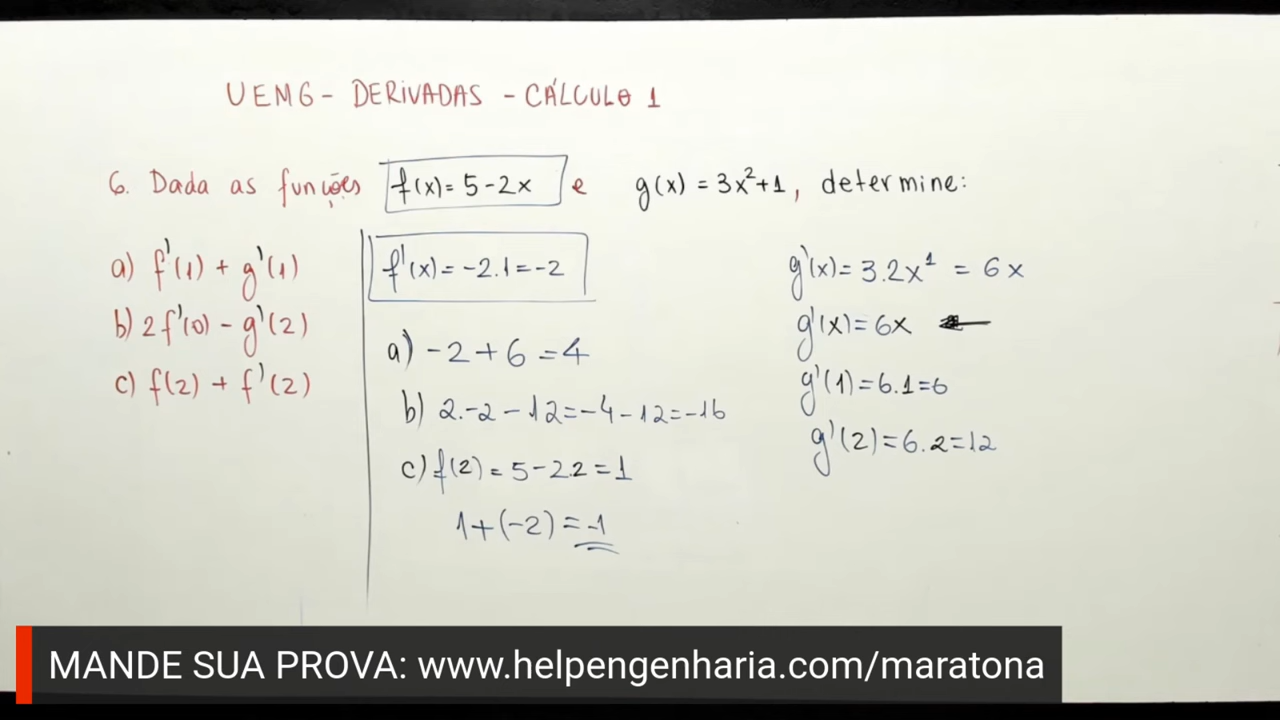 UEMG - DERIVADAS - CÁLCULO 1
6. Dada as funções f(x) = 5 - 2x e g(x) = 3x²+1, determine:
a) f'(1) + g'(1)
b) 2f'(0) - g'(2)
c) f(2) + f'(2)
f'(x) = -2.1 = -2
a) -2 + 6 = 4
b) 2.-2 - 12 = -4 - 12 = -16
c) f(2) = 5 - 2.2 = 1
1 + (-2) = -1
g'(x) = 3.2x¹ = 6x
g'(x) = 6x
g'(1) = 6.1 = 6
g'(2) = 6.2 = 12
MANDE SUA PROVA: www.helpengenharia.com/maratona